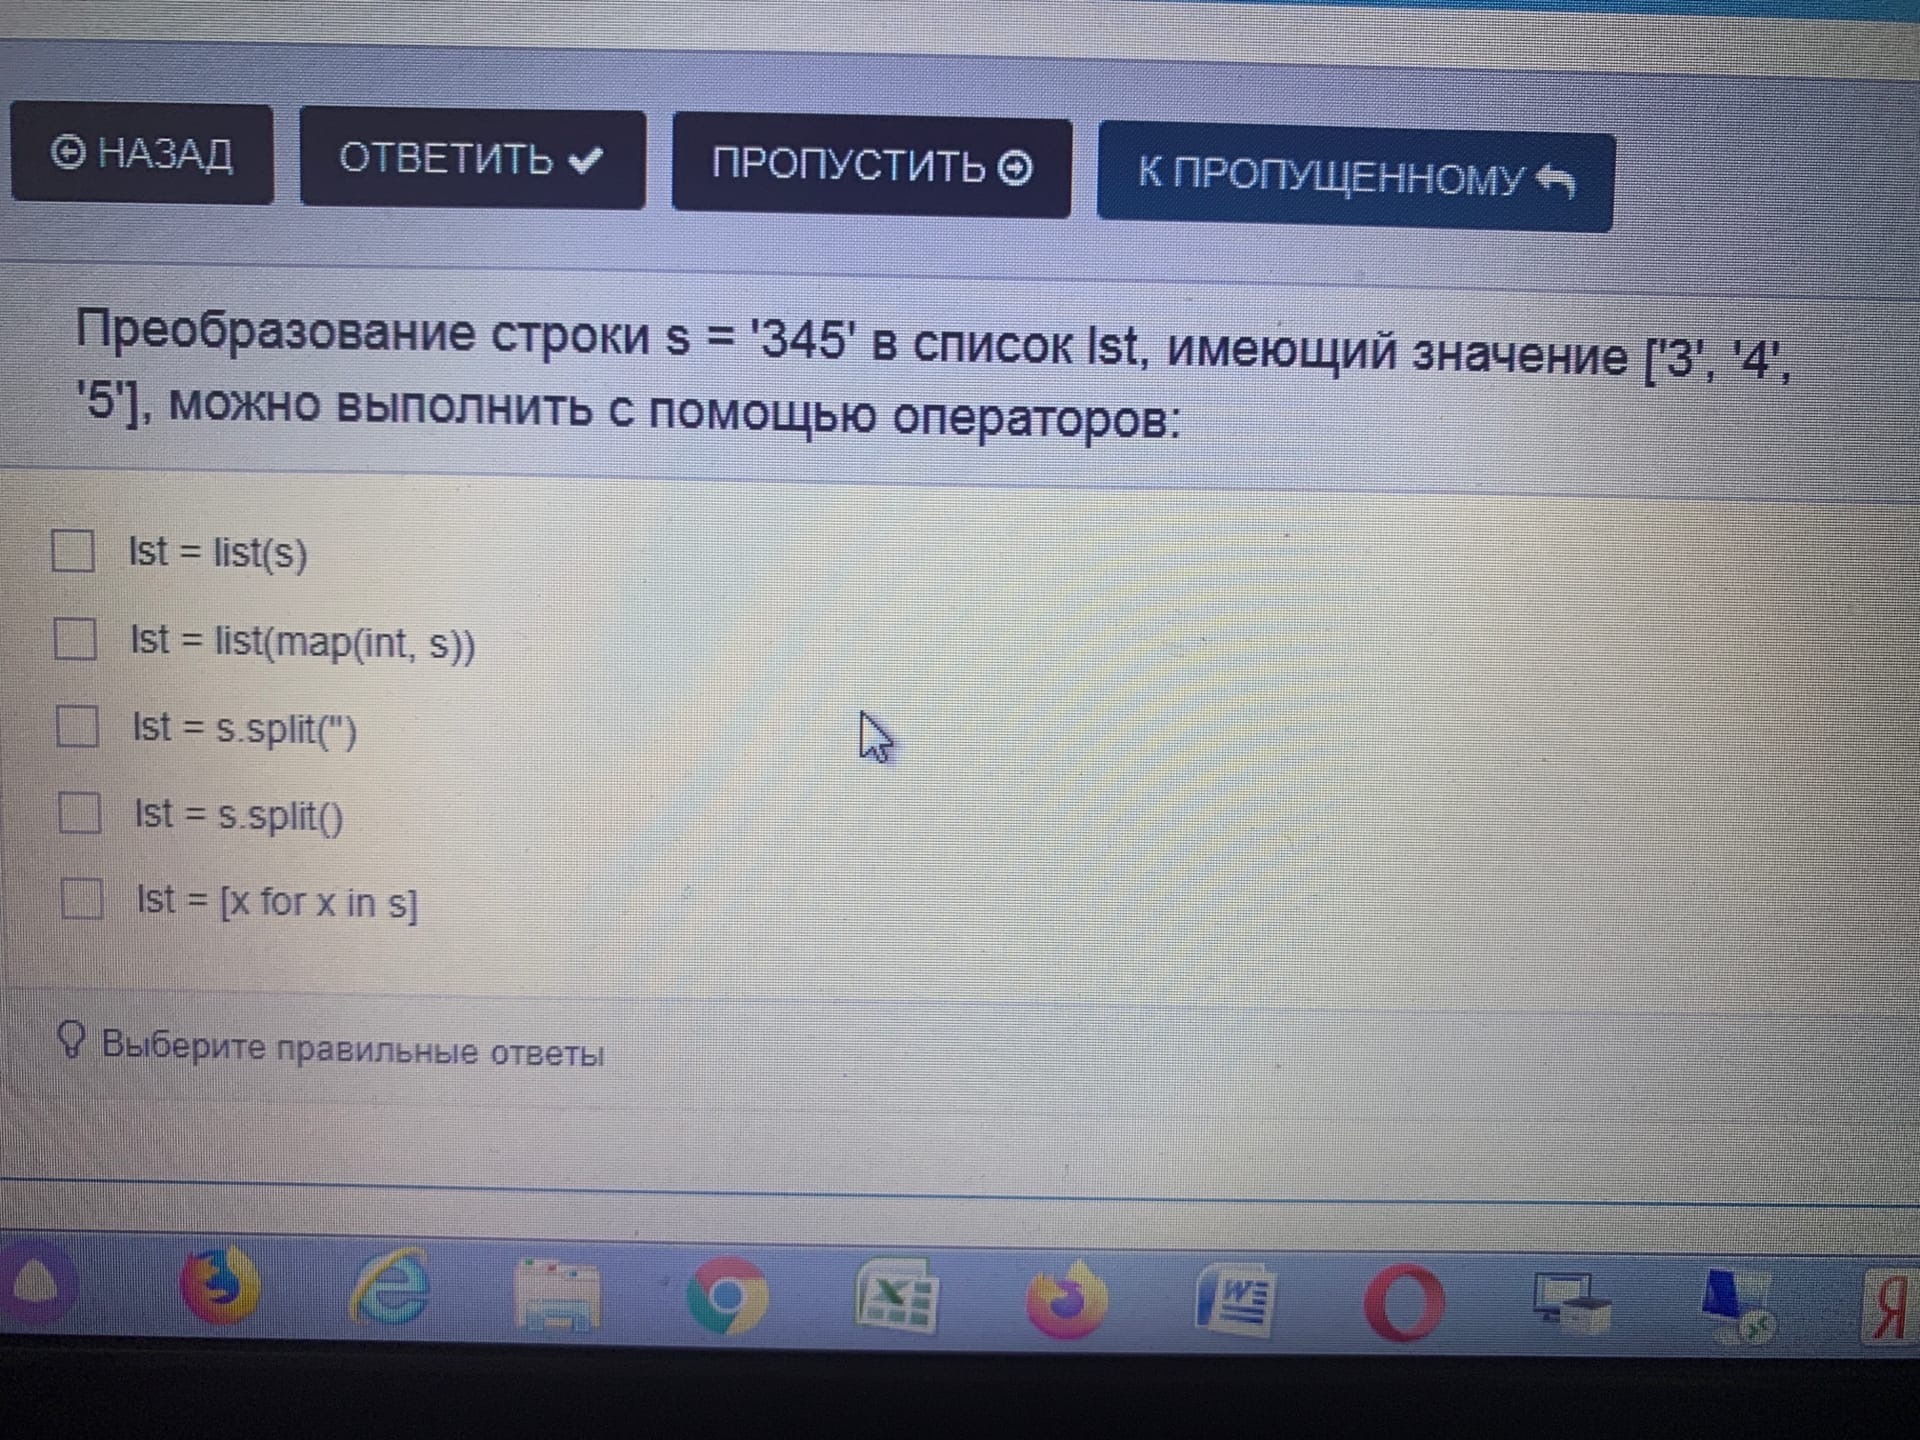 НАЗАД
ОТВЕТИТЬ
ПРОПУСТИТЬ
К ПРОПУЩЕННОМУ
Преобразование строки s = '345' в список lst, имеющий значение ['3', '4',
'5'], можно выполнить с помощью операторов:
lst = list(s)
lst = list(map(int, s))
lst = s.split('')
lst = s.split()
lst = [x for x in s]
Выберите правильные ответы